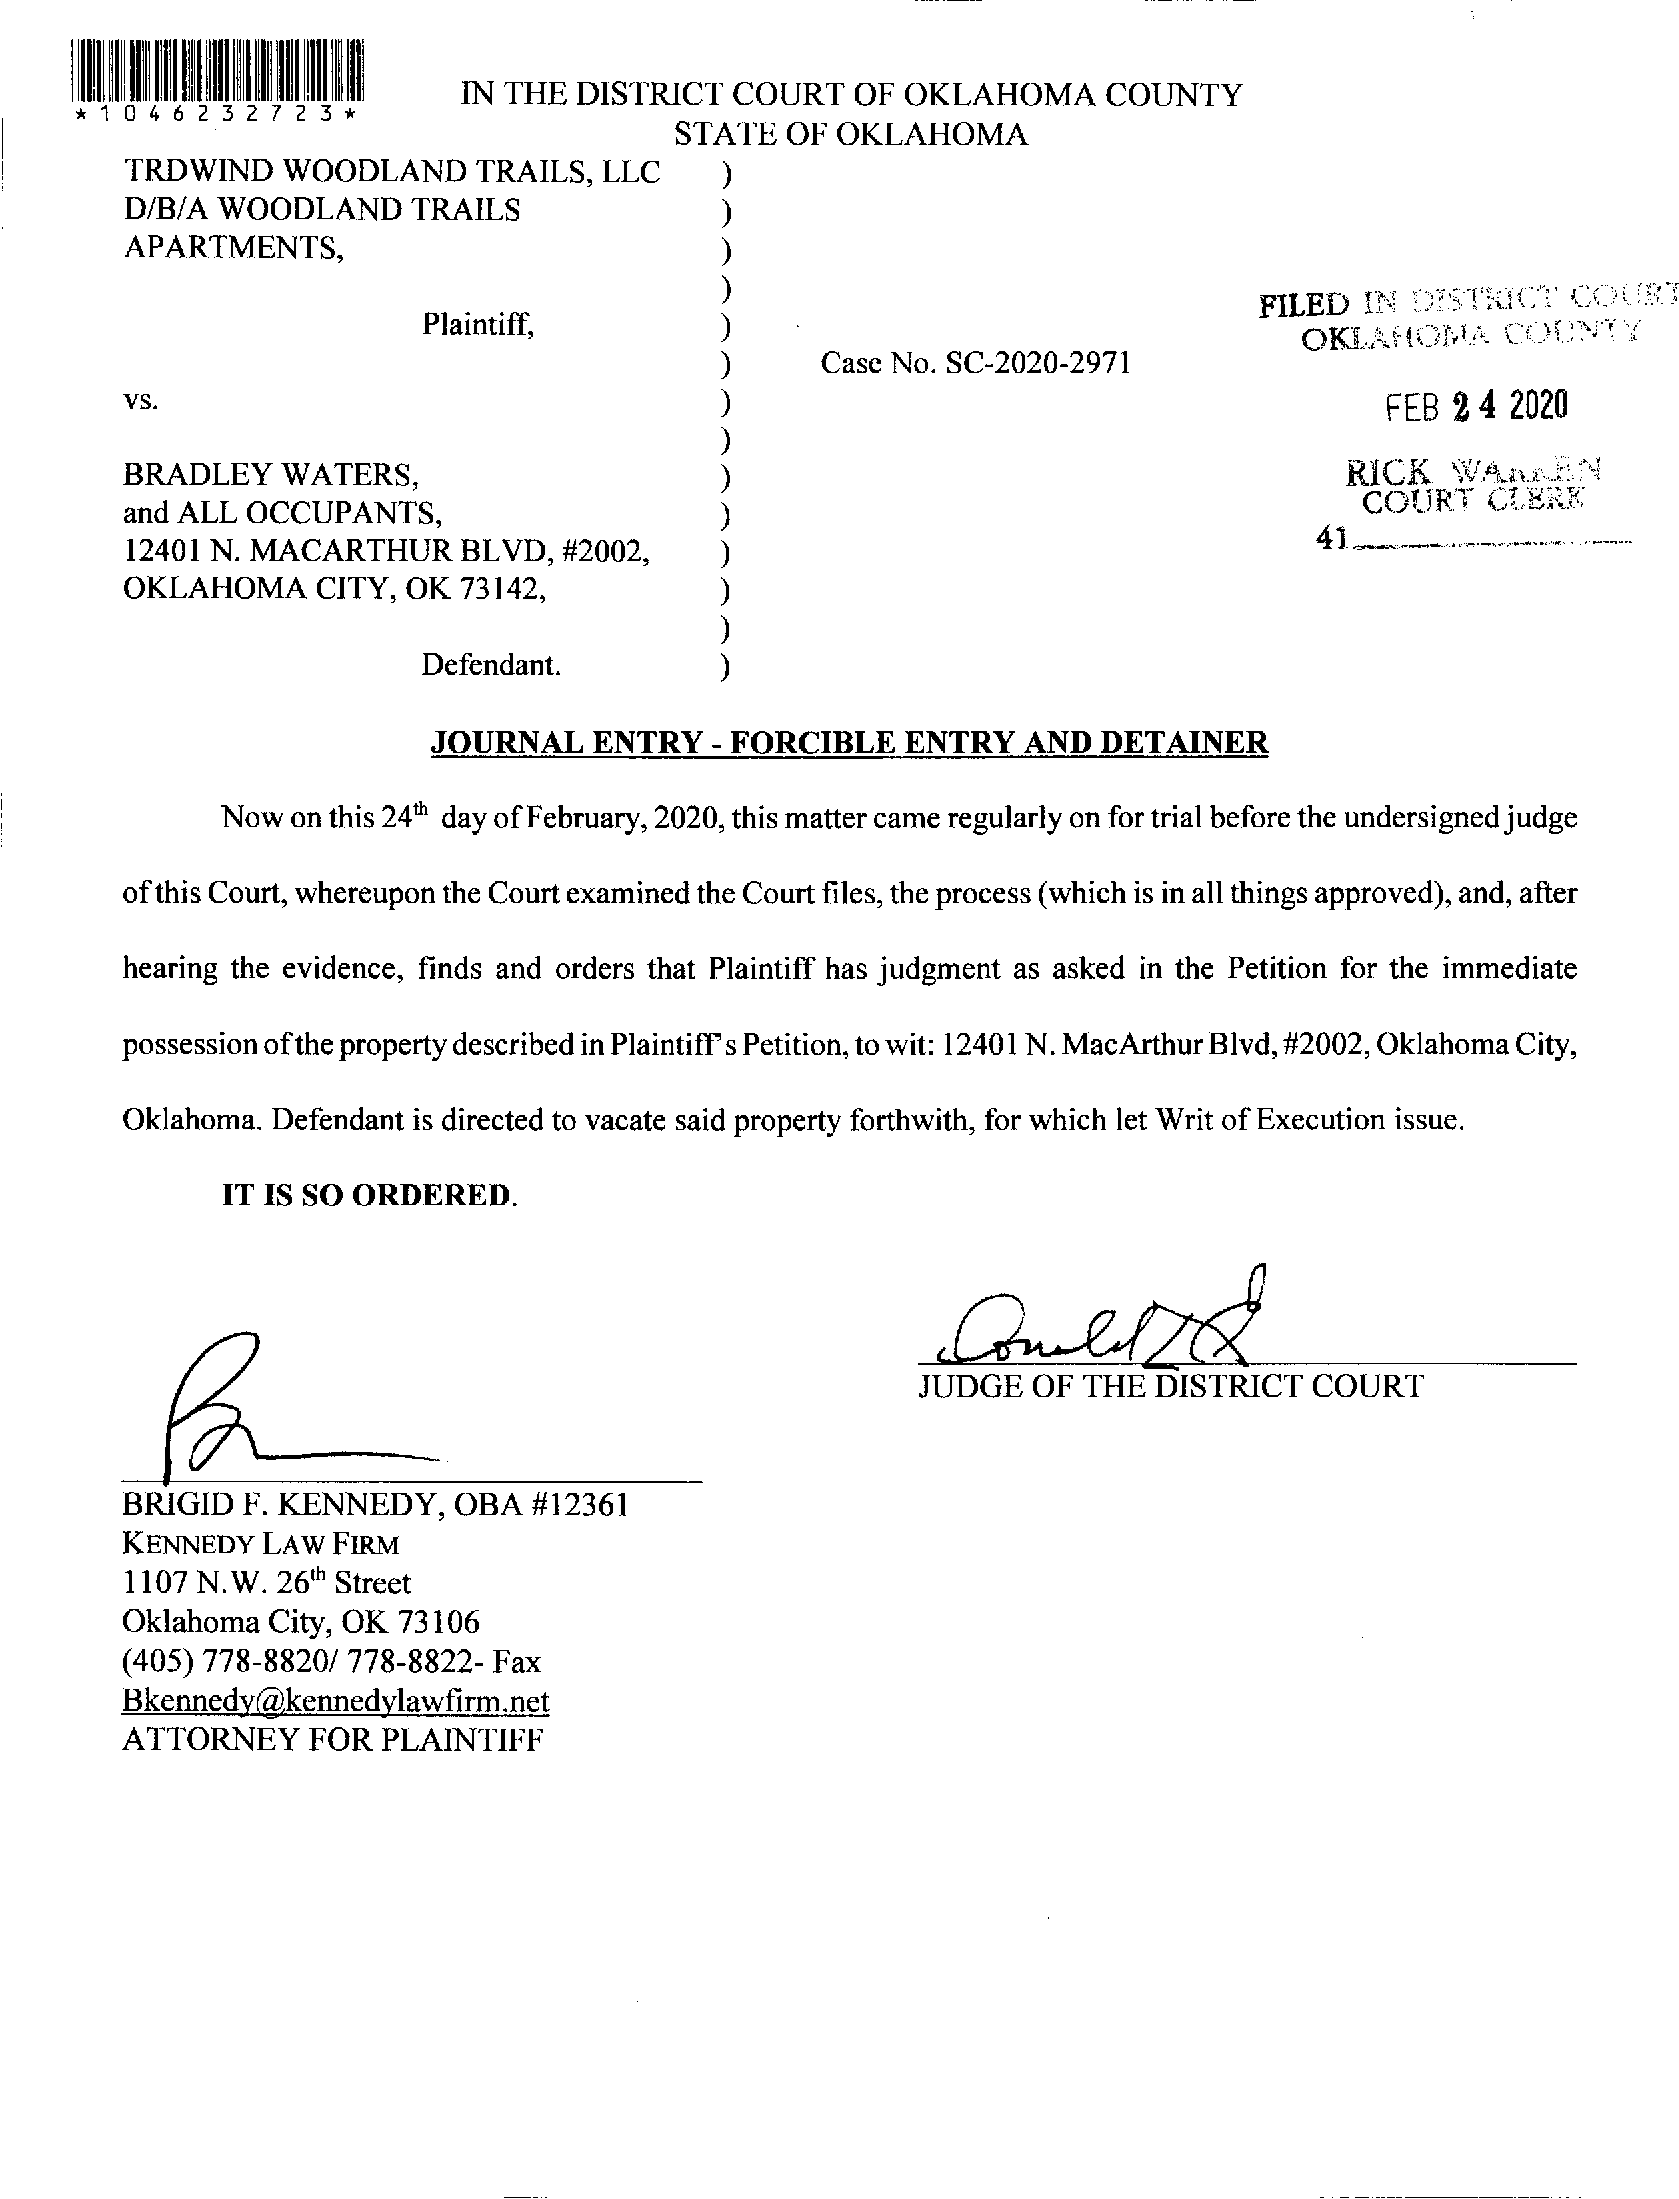 *1046232723*
IN THE DISTRICT COURT OF OKLAHOMA COUNTY
STATE OF OKLAHOMA
TRDWIND WOODLAND TRAILS, LLC )
D/B/A WOODLAND TRAILS )
APARTMENTS, )
)
Plaintiff, )
) Case No. SC-2020-2971
vs. )
)
BRADLEY WATERS, )
and ALL OCCUPANTS, )
12401 N. MACARTHUR BLVD, #2002, )
OKLAHOMA CITY, OK 73142, )
)
Defendant. )
FILED IN DISTRICT COURT
OKLAHOMA COUNTY
FEB 24 2020
RICK WARREN
COURT CLERK
41
JOURNAL ENTRY - FORCIBLE ENTRY AND DETAINER
Now on this 24th day of February, 2020, this matter came regularly on for trial before the undersigned judge
of this Court, whereupon the Court examined the Court files, the process (which is in all things approved), and, after
hearing the evidence, finds and orders that Plaintiff has judgment as asked in the Petition for the immediate
possession of the property described in Plaintiff's Petition, to wit: 12401 N. MacArthur Blvd, #2002, Oklahoma City,
Oklahoma. Defendant is directed to vacate said property forthwith, for which let Writ of Execution issue.
IT IS SO ORDERED.
JUDGE OF THE DISTRICT COURT
BRIGID F. KENNEDY, OBA #12361
KENNEDY LAW FIRM
1107 N.W. 26th Street
Oklahoma City, OK 73106
(405) 778-8820/ 778-8822- Fax
Bkennedy@kennedylawfirm.net
ATTORNEY FOR PLAINTIFF